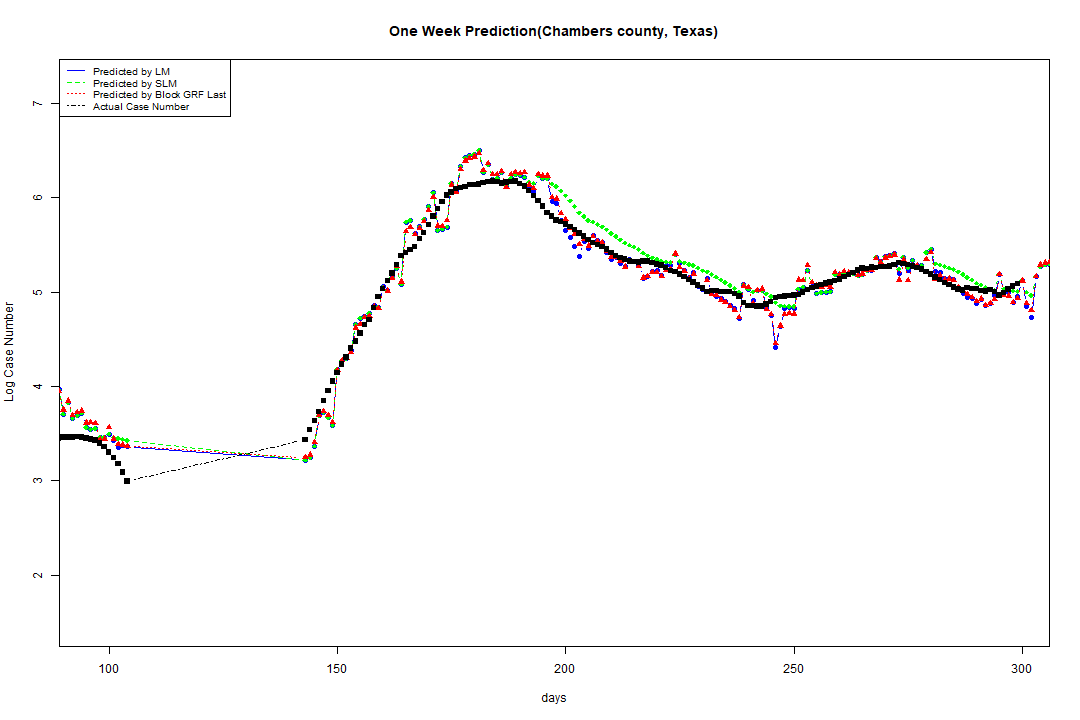 One Week Prediction(Chambers county, Texas)
Predicted by LM
Predicted by SLM
Predicted by Block GRF Last
Actual Case Number
7
6
5
4
3
2
Log Case Number
100 150 200 250 300
days